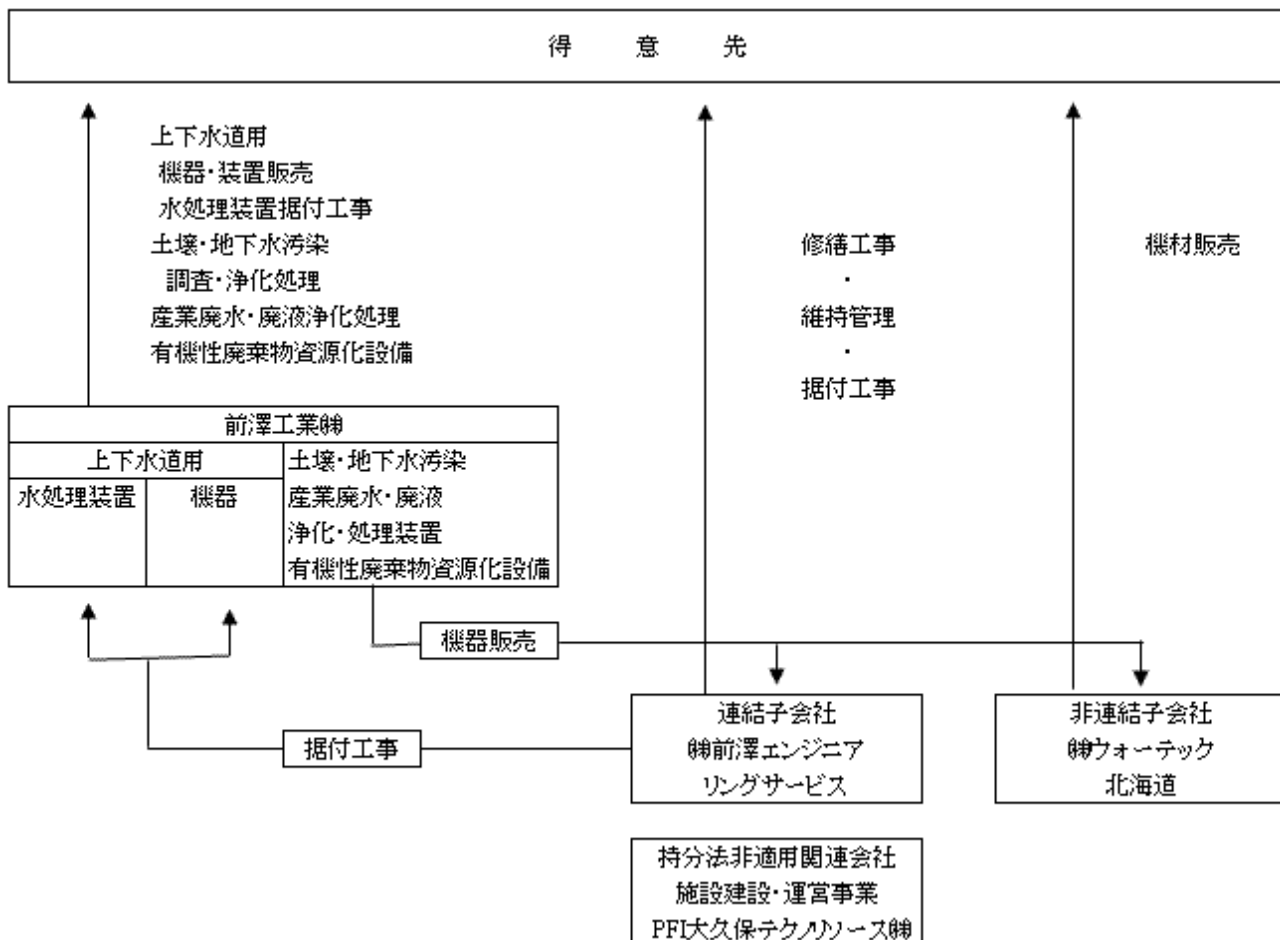 得 意 先
上下水道用
機器・装置販売
水処理装置据付工事
土壌・地下水汚染
調査・浄化処理
産業廃水・廃液浄化処理
有機性廃棄物資源化設備
修繕工事
・
維持管理
・
据付工事
機材販売
前澤工業㈱
上下水道用
水処理装置
機器
土壌・地下水汚染
産業廃水・廃液
浄化・処理装置
有機性廃棄物資源化設備
機器販売
据付工事
連結子会社
㈱前澤エンジニア
リングサービス
非連結子会社
㈱ウォーテック
北海道
持分法非適用関連会社
施設建設・運営事業
PFI大久保テクノリソース㈱